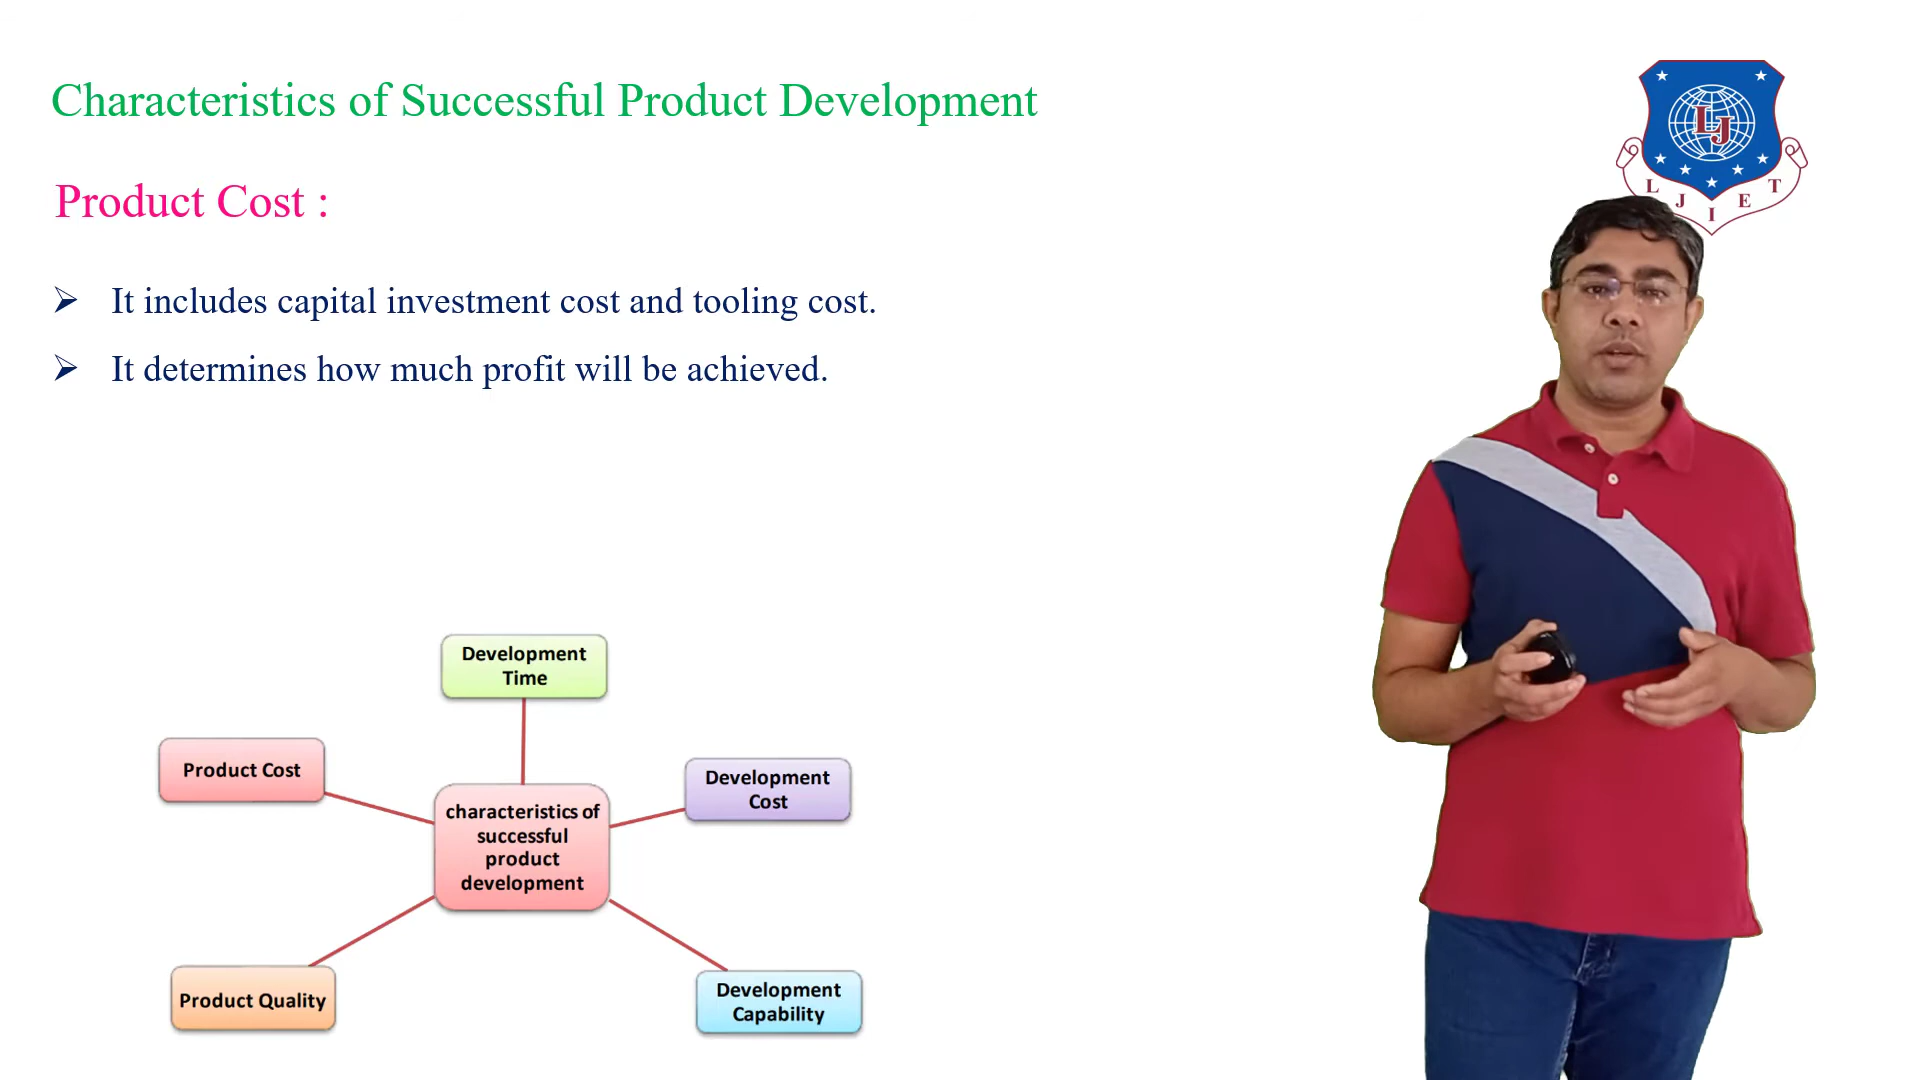 Characteristics of Successful Product Development
Product Cost :
It includes capital investment cost and tooling cost.
It determines how much profit will be achieved.
LJ
L J I E T
Development
Time
Product Cost
Development
Cost
characteristics of
successful
product
development
Product Quality
Development
Capability